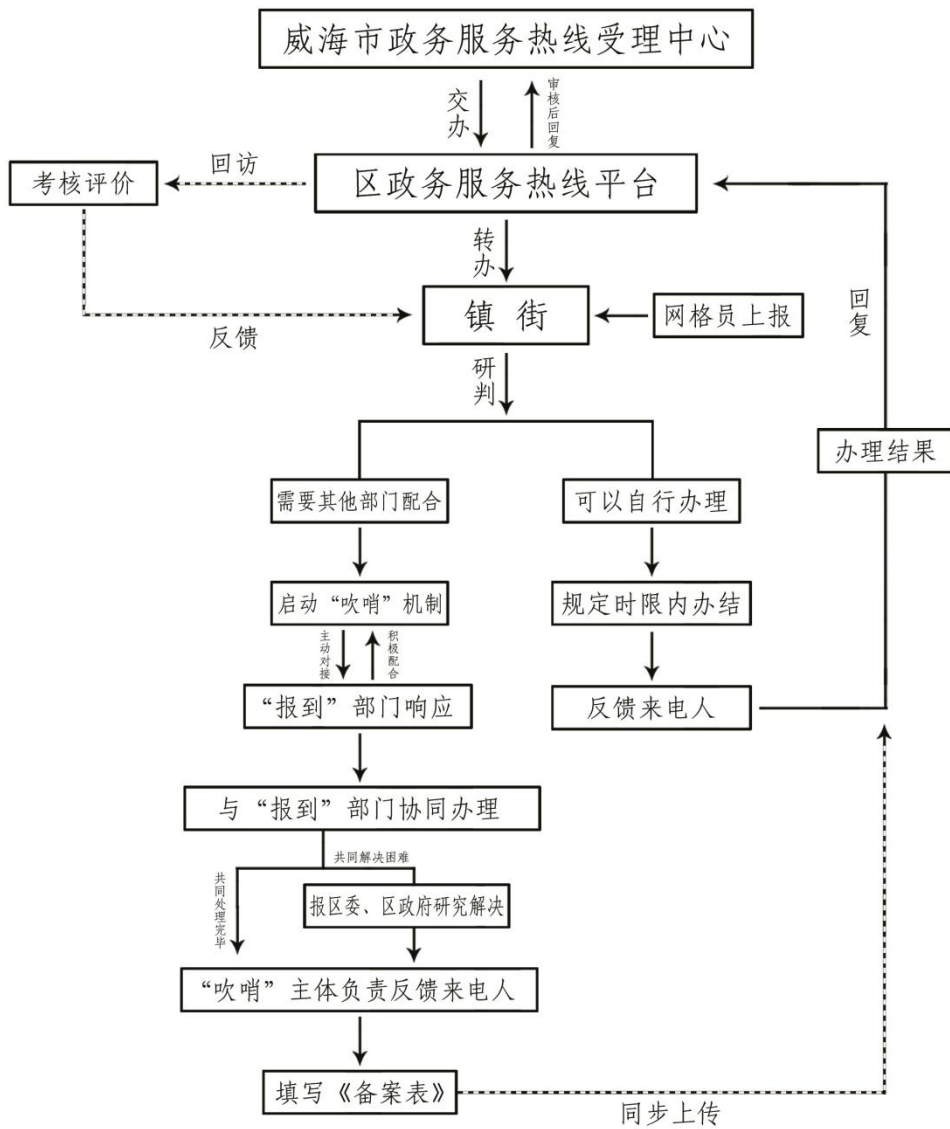 威海市政务服务热线受理中心
交办
审核后回复
回访
考核评价
区政务服务热线平台
转办
回复
镇 街
网格员上报
反馈
研判
办理结果
需要其他部门配合
可以自行办理
启动“吹哨”机制
规定时限内办结
主动对接
积极配合
“报到”部门响应
反馈来电人
与“报到”部门协同办理
共同解决困难
共同处理完毕
报区委、区政府研究解决
“吹哨”主体负责反馈来电人
填写《备案表》
同步上传